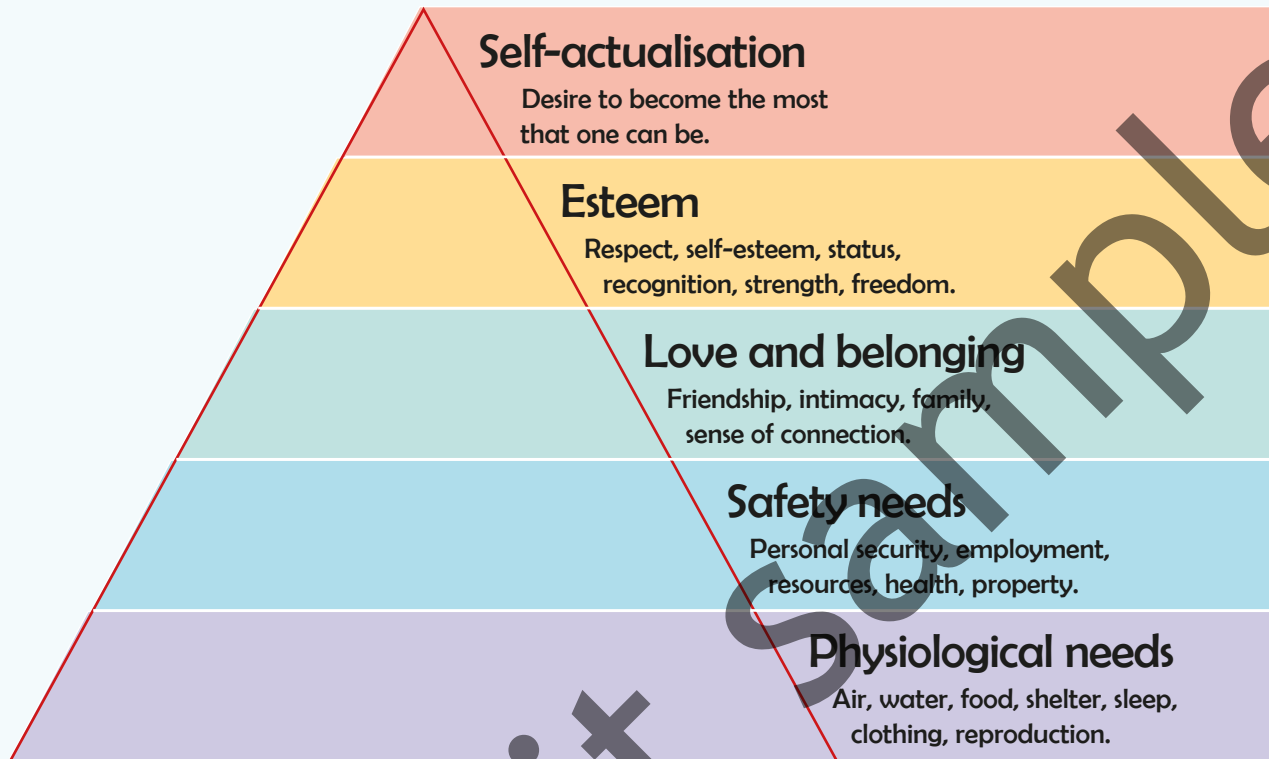 Self-actualisation
Desire to become the most
that one can be.
Esteem
Respect, self-esteem, status,
recognition, strength, freedom.
Love and belonging
Friendship, intimacy, family,
sense of connection.
Safety needs
Personal security, employment,
resources, health, property.
Physiological needs
Air, water, food, shelter, sleep,
clothing, reproduction.
it sample